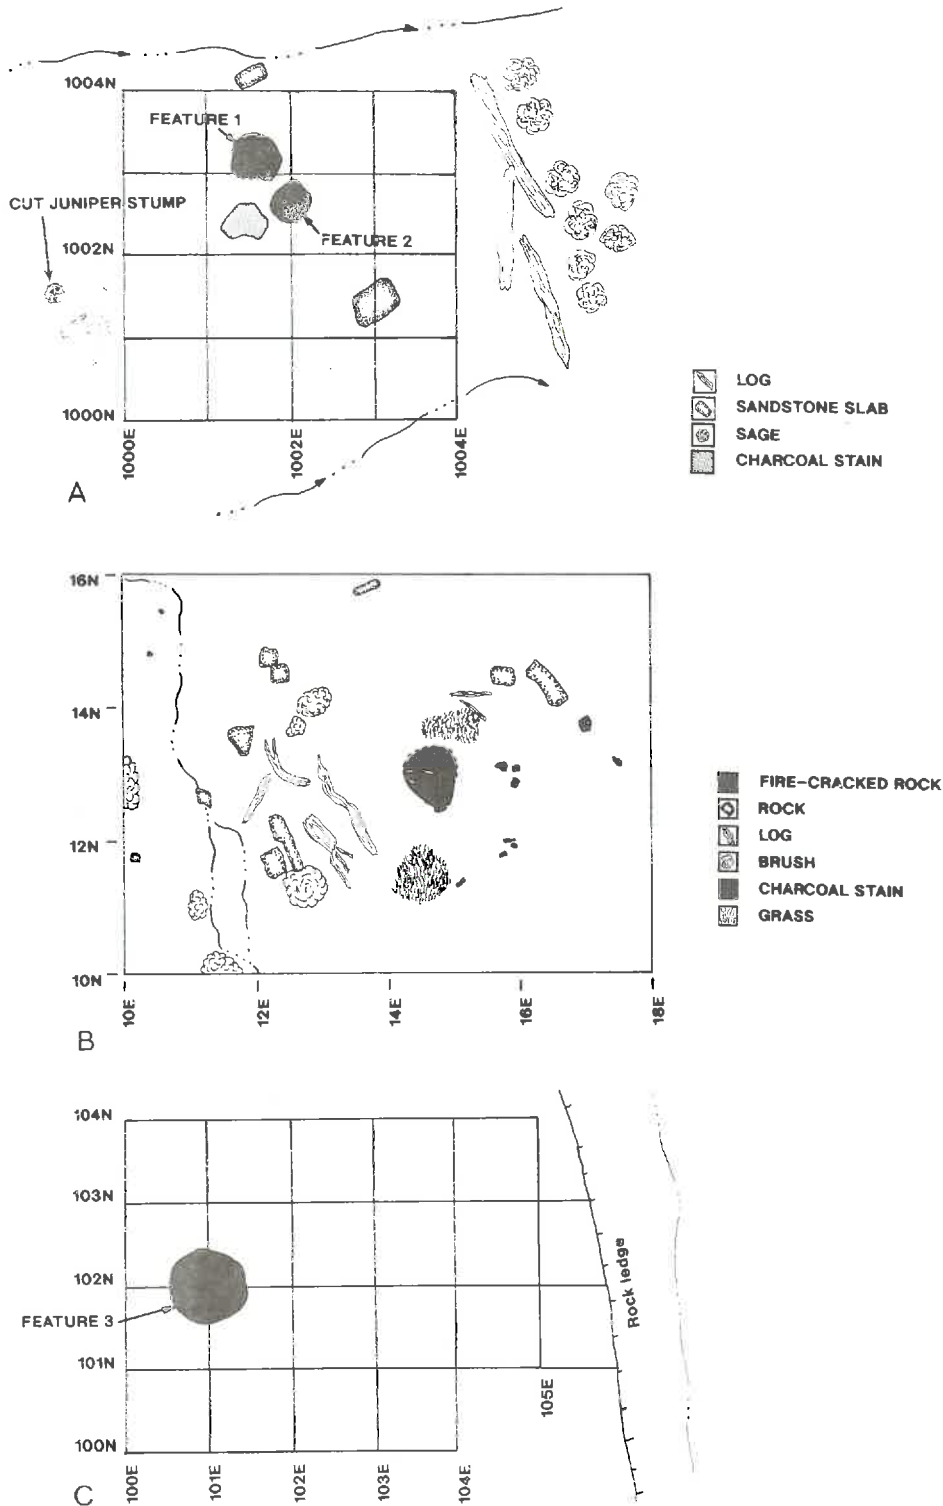 1004N
FEATURE 1
CUT JUNIPER STUMP
FEATURE 2
1002N
1000N
1000E
1002E
1004E
LOG
SANDSTONE SLAB
SAGE
CHARCOAL STAIN
A
16N
14N
12N
10N
10E
12E
14E
16E
18E
FIRE-CRACKED ROCK
ROCK
LOG
BRUSH
CHARCOAL STAIN
GRASS
B
104N
103N
102N
FEATURE 3
101N
100N
Rock ledge
105E
100E
101E
102E
103E
104E
C